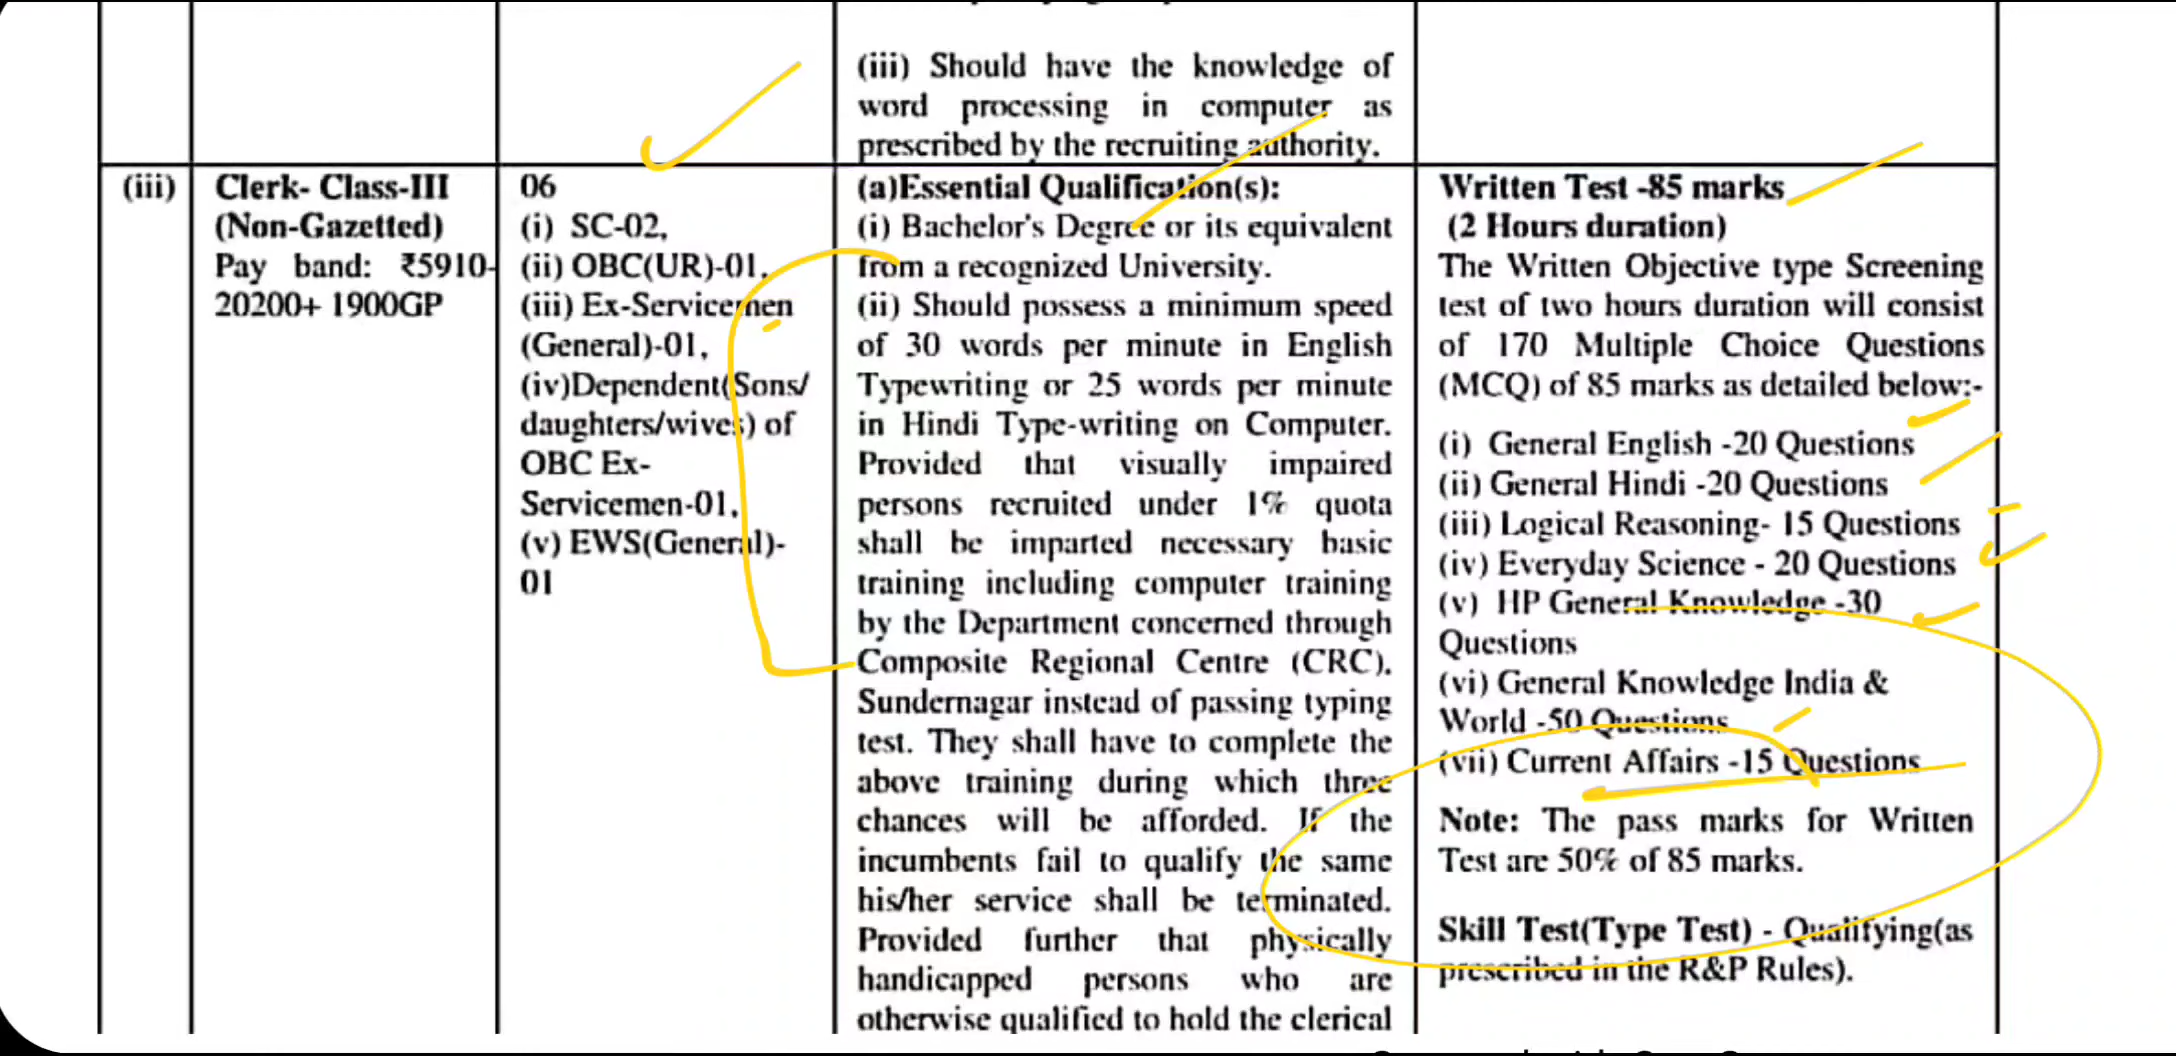 (iii) Should have the knowledge of
word processing in computer as
prescribed by the recruiting authority.
(iii)
Clerk- Class-III
(Non-Gazetted)
Pay band: ₹5910-
20200+ 1900GP
06
(i) SC-02,
(ii) OBC(UR)-01,
(iii) Ex-Servicemen
(General)-01,
(iv)Dependent(Sons/
daughters/wives) of
OBC Ex-
Servicemen-01,
(v) EWS(General)-
01
(a)Essential Qualification(s):
(i) Bachelor's Degree or its equivalent
from a recognized University.
(ii) Should possess a minimum speed
of 30 words per minute in English
Typewriting or 25 words per minute
in Hindi Type-writing on Computer.
Provided that visually impaired
persons recruited under 1% quota
shall be imparted necessary basic
training including computer training
by the Department concerned through
Composite Regional Centre (CRC),
Sundernagar instead of passing typing
test. They shall have to complete the
above training during which three
chances will be afforded. If the
incumbents fail to qualify the same
his/her service shall be terminated.
Provided further that physically
handicapped persons who are
otherwise qualified to hold the clerical
Written Test -85 marks
(2 Hours duration)
The Written Objective type Screening
test of two hours duration will consist
of 170 Multiple Choice Questions
(MCQ) of 85 marks as detailed below:-
(i) General English -20 Questions
(ii) General Hindi -20 Questions
(iii) Logical Reasoning- 15 Questions
(iv) Everyday Science - 20 Questions
(v) HP General Knowledge -30
Questions
(vi) General Knowledge India &
World -50 Questions
(vii) Current Affairs -15 Questions
Note: The pass marks for Written
Test are 50% of 85 marks.
Skill Test(Type Test) - Qualifying(as
prescribed in the R&P Rules).